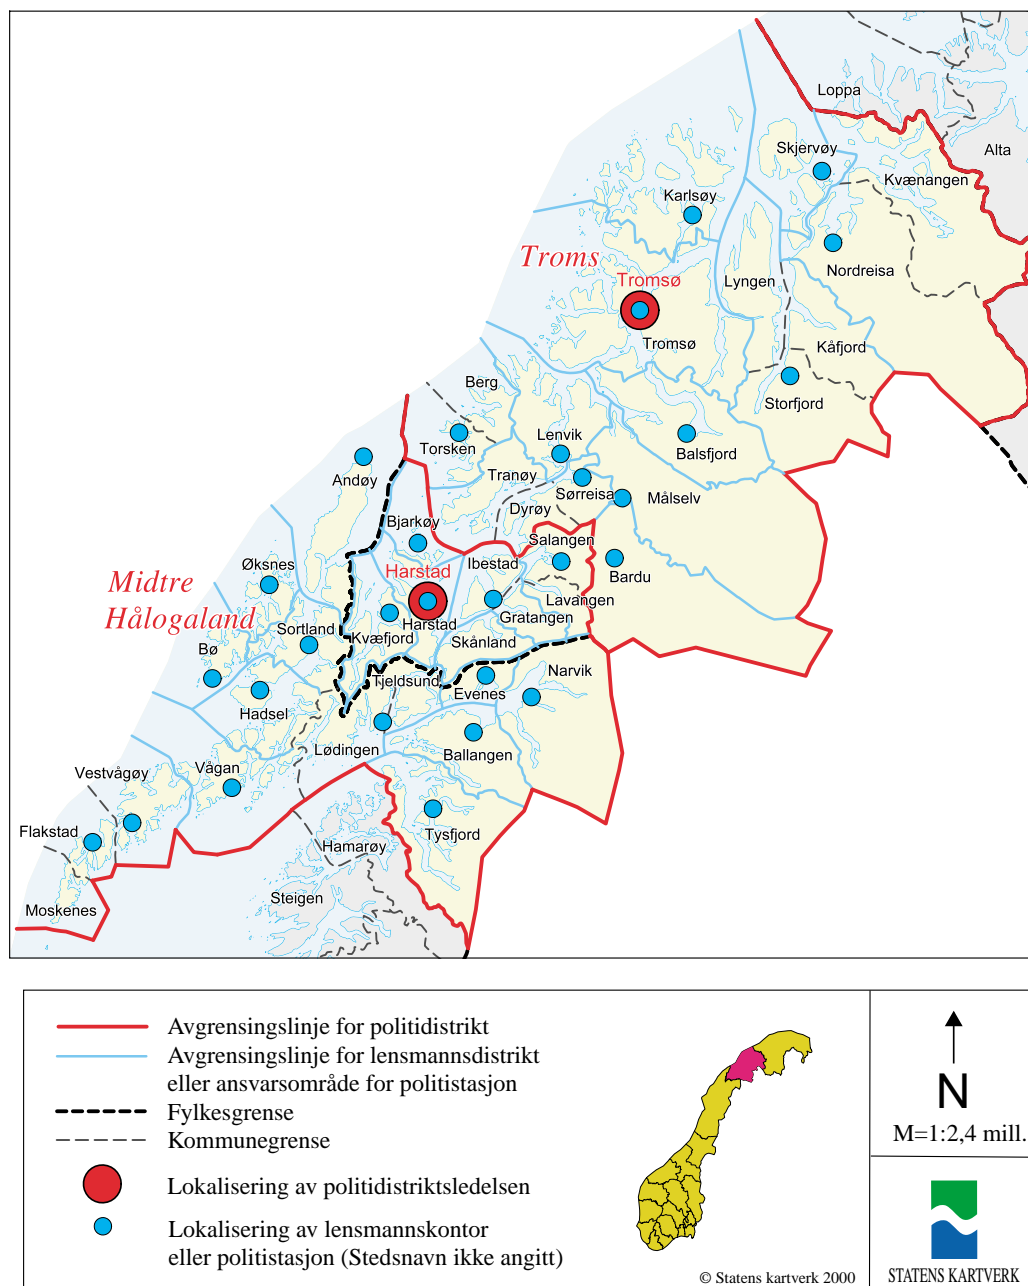 Loppa
Alta
Skjervøy
Kvænangen
Karlsøy
Troms
Nordreisa
Tromsø
Lyngen
Tromsø
Kåfjord
Berg
Storfjord
Torsken
Lenvik
Balsfjord
Andøy
Tranøy
Sørreisa
Målselv
Dyrøy
Bjarkøy
Salangen
Øksnes
Harstad
Ibestad
Bardu
Midtre
Hålogaland
Lavangen
Gratangen
Harstad
Sortland
Kvæfjord
Skånland
Bø
Tjeldsund
Narvik
Evenes
Hadsel
Lødingen
Ballangen
Vestvågøy
Vågan
Flakstad
Tysfjord
Hamarøy
Steigen
Moskenes
Avgrensingslinje for politidistrikt
Avgrensingslinje for lensmannsdistrikt
eller ansvarsområde for politistasjon
Fylkesgrense
Kommunegrense
Lokalisering av politidistriktsledelsen
Lokalisering av lensmannskontor
eller politistasjon (Stedsnavn ikke angitt)
© Statens kartverk 2000
N
M=1:2,4 mill.
STATENS KARTVERK